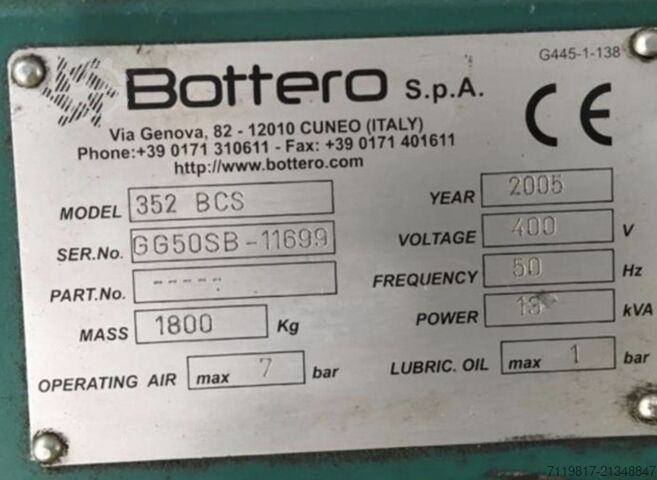 G445-1-138
Bottero S.p.A.
CE
Via Genova, 82 - 12010 CUNEO (ITALY)
Phone:+39 0171 310611 - Fax: +39 0171 401611
http://www.bottero.com
MODEL 352 BCS
YEAR 2005
SER.No. GG50SB-11699
VOLTAGE 400 V
PART.No. -----
FREQUENCY 50 Hz
MASS 1800 Kg
POWER kVA
OPERATING AIR max 7 bar
LUBRIC. OIL max 1 bar
7119817-21348847